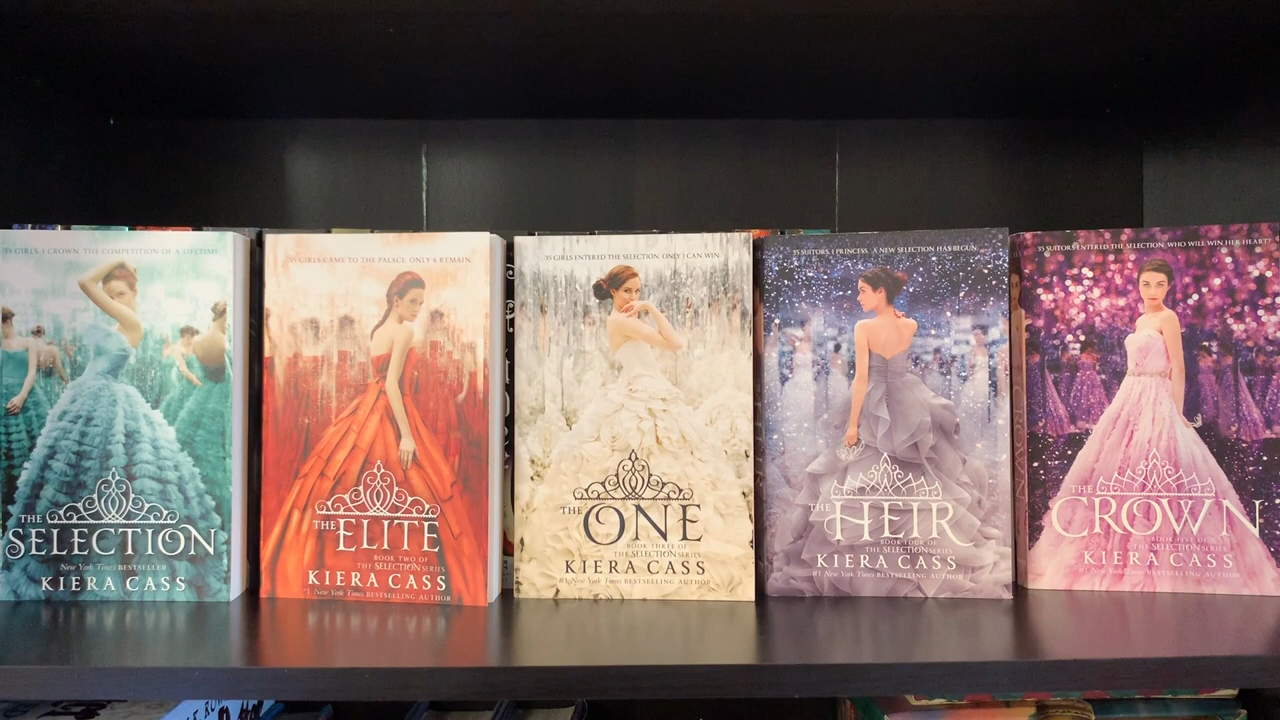 35 GIRLS. 1 CROWN. THE COMPETITION OF A LIFETIME.
THE
SELECTION
New York Times BESTSELLER
KIERA CASS
35 GIRLS CAME TO THE PALACE. ONLY 6 REMAIN.
THE ELITE
BOOK TWO OF
THE SELECTION SERIES
KIERA CASS
#1 New York Times BESTSELLING AUTHOR
35 GIRLS ENTERED THE SELECTION. ONLY 1 CAN WIN.
THE ONE
BOOK THREE OF
THE SELECTION SERIES
KIERA CASS
#1 New York Times BESTSELLING AUTHOR
35 SUITORS. 1 PRINCESS. A NEW SELECTION HAS BEGUN.
THE HEIR
BOOK FOUR OF
THE SELECTION SERIES
KIERA CASS
#1 New York Times BESTSELLING AUTHOR
35 SUITORS ENTERED THE SELECTION. WHO WILL WIN HER HEART?
THE
CROWN
BOOK FIVE OF
THE SELECTION SERIES
KIERA CASS
#1 New York Times BESTSELLING AUTHOR